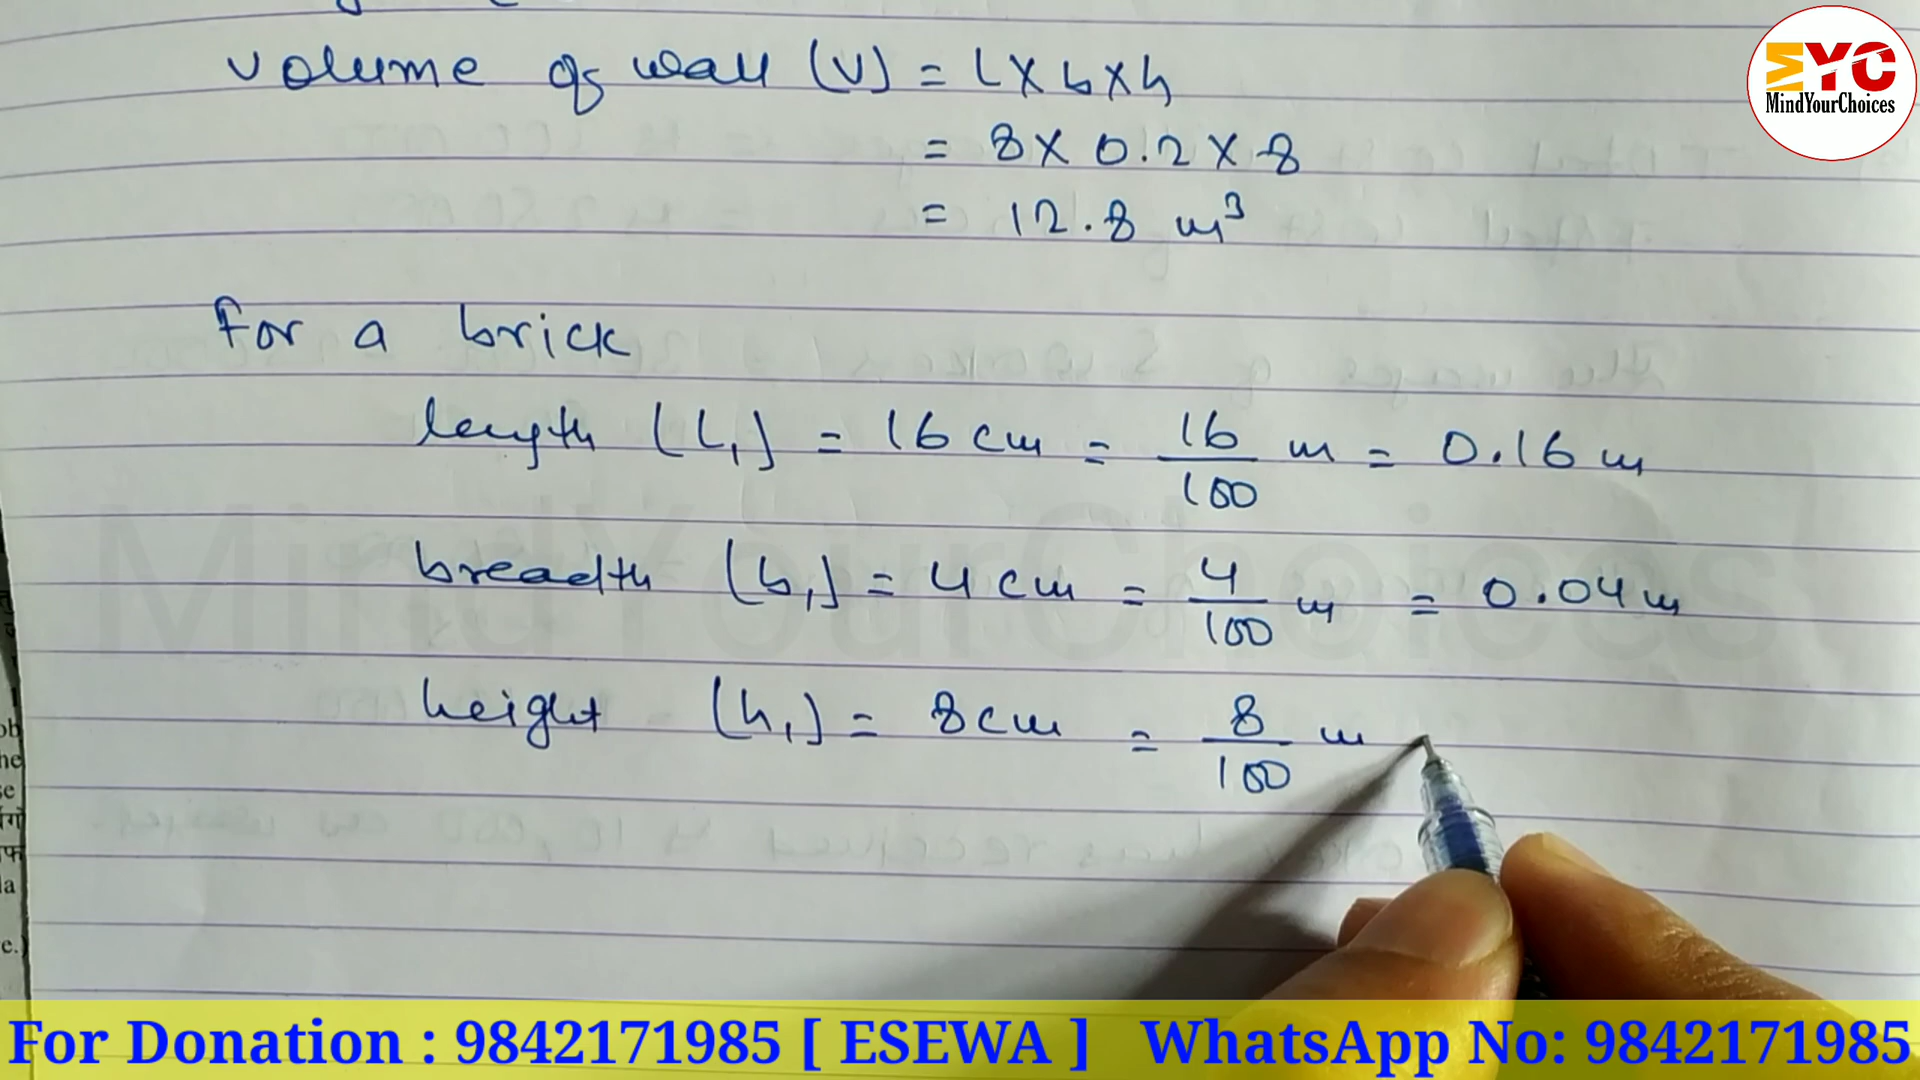 MYC
MindYourChoices
volume of wall (V) = l × b × h
= 8 × 0.2 × 8
= 12.8 m³
For a brick
length (l₁) = 16 cm = 16/100 m = 0.16 m
breadth (b₁) = 4 cm = 4/100 m = 0.04 m
height (h₁) = 8 cm = 8/100 m
MindYourChoices
For Donation : 9842171985 [ ESEWA ] WhatsApp No: 9842171985